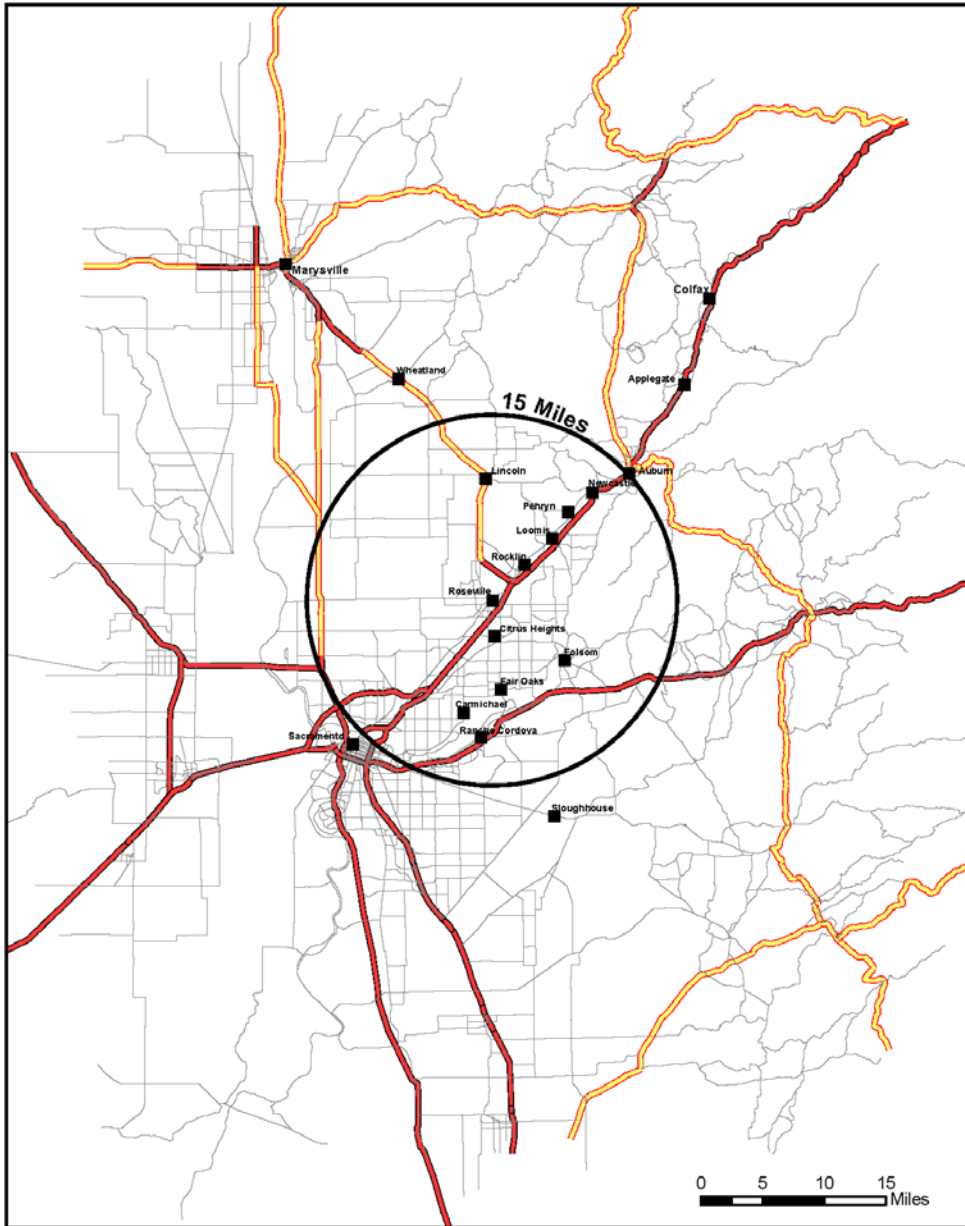 Marysville
Colfax
Wheatland
Applegate
15 Miles
Lincoln
Auburn
Newcastle
Penryn
Loomis
Rocklin
Roseville
Citrus Heights
Folsom
Fair Oaks
Carmichael
Sacramento
Rancho Cordova
Sloughhouse
0 5 10 15
Miles